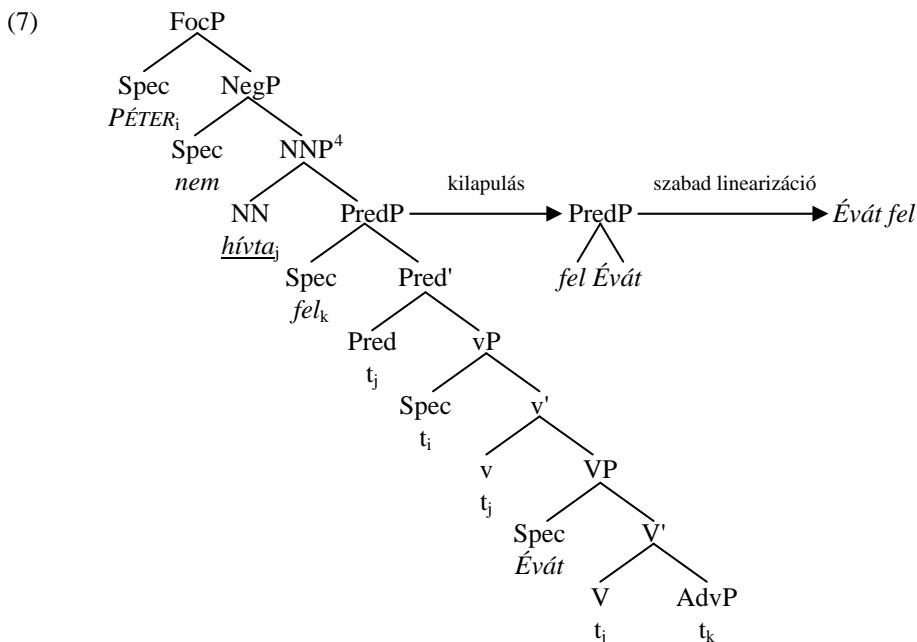 (7)
FocP
Spec NegP
PÉTERi
Spec NNP4
nem
kilapulás szabad linearizáció
NN PredP PredP Évát fel
hívtaj
Spec Pred' fel Évát
felk
Pred vP
tj
Spec v'
ti
v VP
tj
Spec V'
Évát
V AdvP
tj tk